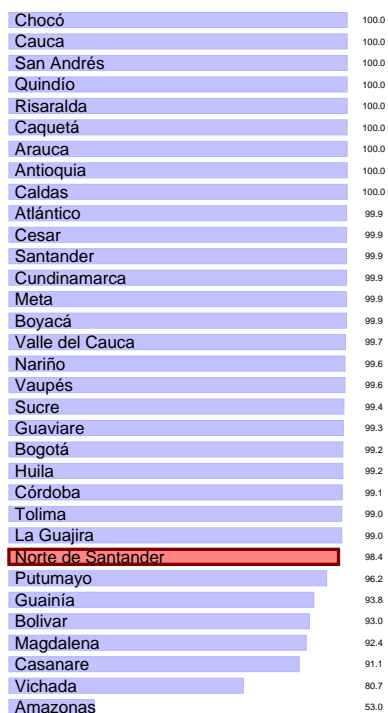 Chocó 100.0
Cauca 100.0
San Andrés 100.0
Quindío 100.0
Risaralda 100.0
Caquetá 100.0
Arauca 100.0
Antioquia 100.0
Caldas 100.0
Atlántico 99.9
Cesar 99.9
Santander 99.9
Cundinamarca 99.9
Meta 99.9
Boyacá 99.9
Valle del Cauca 99.7
Nariño 99.6
Vaupés 99.6
Sucre 99.4
Guaviare 99.3
Bogotá 99.2
Huila 99.2
Córdoba 99.1
Tolima 99.0
La Guajira 99.0
Norte de Santander 98.4
Putumayo 96.2
Guainía 93.8
Bolivar 93.0
Magdalena 92.4
Casanare 91.1
Vichada 80.7
Amazonas 53.0